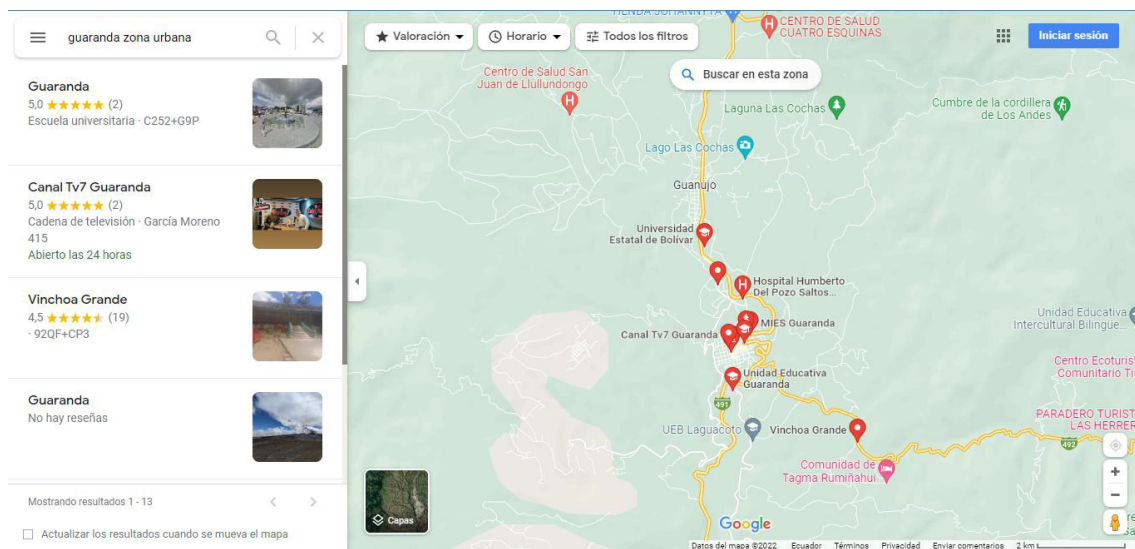 guaranda zona urbana
Guaranda
5,0 ★★★★★ (2)
Escuela universitaria · C252+G9P
Canal Tv7 Guaranda
5,0 ★★★★★ (2)
Cadena de televisión · García Moreno
415
Abierto las 24 horas
Vinchoa Grande
4,5 (19)
· 92QF+CP3
Guaranda
No hay reseñas
Mostrando resultados 1 - 13
Actualizar los resultados cuando se mueva el mapa
Valoración
Horario
Todos los filtros
Iniciar sesión
Buscar en esta zona
CENTRO DE SALUD
CUATRO ESQUINAS
Centro de Salud San
Juan de Llullundongo
Laguna Las Cochas
Cumbre de la cordillera
de Los Andes
Lago Las Cochas
Guanujo
Universidad
Estatal de Bolívar
Hospital Humberto
Del Pozo Saltos...
MIES Guaranda
Canal Tv7 Guaranda
Unidad Educativa
Intercultural Bilingue...
Unidad Educativa
Guaranda
Centro Ecoturist
Comunitario Ti
491
UEB Laguacoto
Vinchoa Grande
PARADERO TURIST
LAS HERRER
492
Comunidad de
Tagma Rumiñahui...
Capas
Google
Datos del mapa ©2022 Ecuador Términos Privacidad Enviar comentarios 2 km